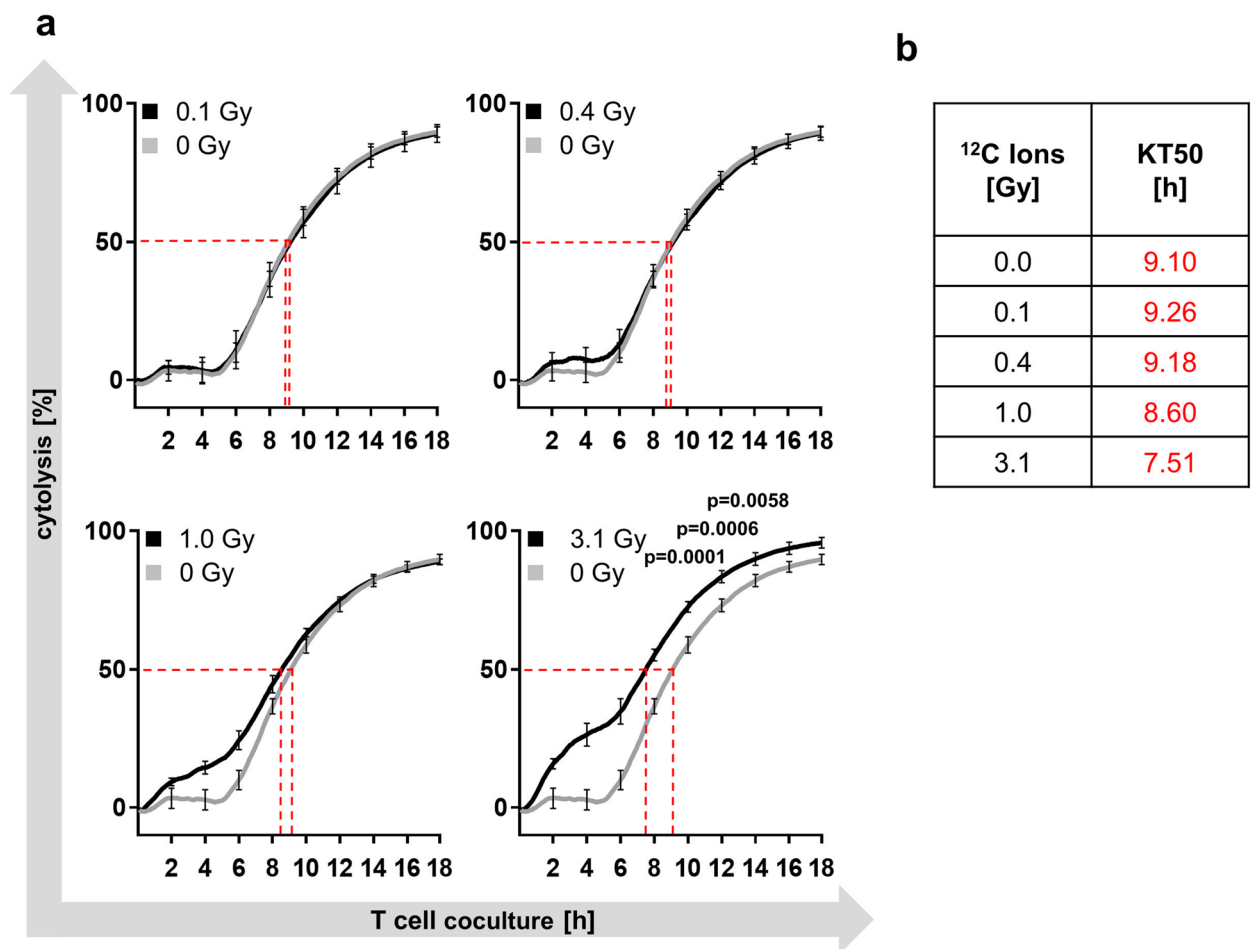 a
cytolysis [%]
100
50
0
0.1 Gy
0 Gy
2 4 6 8 10 12 14 16 18
100
50
0
0.4 Gy
0 Gy
2 4 6 8 10 12 14 16 18
100
50
0
1.0 Gy
0 Gy
2 4 6 8 10 12 14 16 18
100
50
0
3.1 Gy
0 Gy
p=0.0058
p=0.0006
p=0.0001
2 4 6 8 10 12 14 16 18
T cell coculture [h]
b
¹²C Ions KT50
[Gy] [h]
0.0 9.10
0.1 9.26
0.4 9.18
1.0 8.60
3.1 7.51